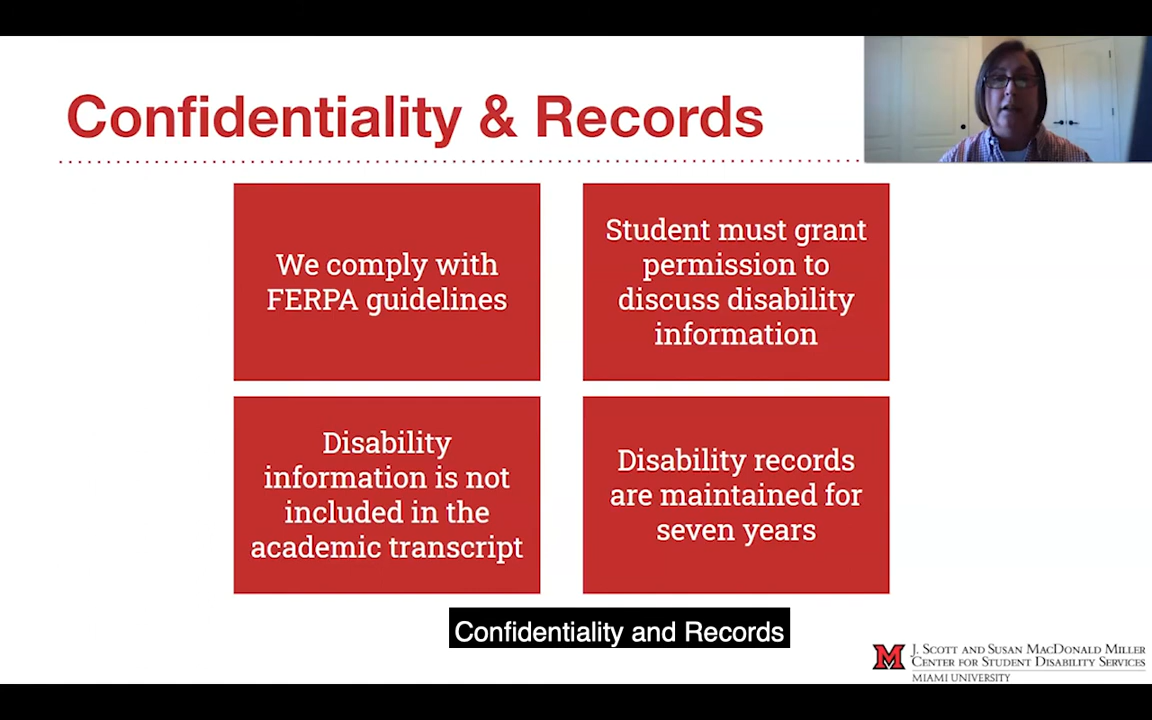 Confidentiality & Records
We comply with
FERPA guidelines
Student must grant
permission to
discuss disability
information
Disability
information is not
included in the
academic transcript
Disability records
are maintained for
seven years
Confidentiality and Records
M
J. Scott and Susan MacDonald Miller
Center for Student Disability Services
MIAMI UNIVERSITY